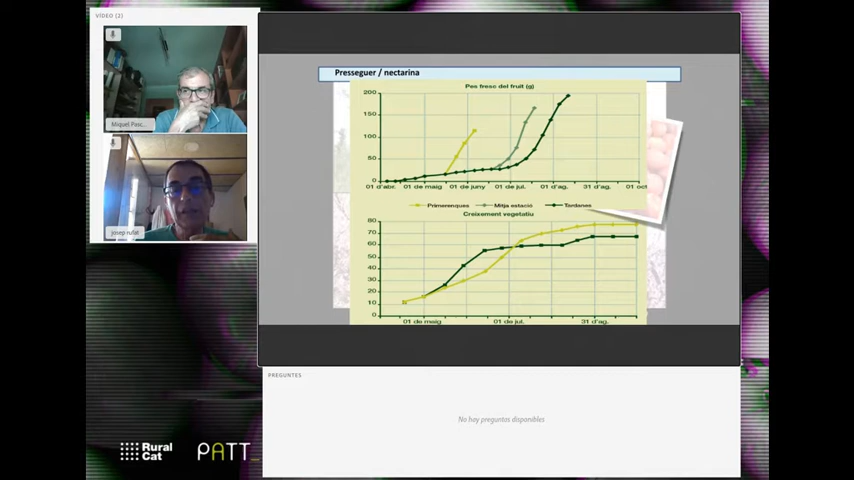 VÍDEO (2)
Miquel Pasc...
josep rufat
Presseguer / nectarina
Pes fresc del fruit (g)
200
150
100
50
0
01 d'abr. 01 de maig 01 de juny 01 de jul. 01 d'ag. 31 d'ag. 01 oct
Primerenques Mitja estació Tardanes
Creixement vegetatiu
80
70
60
50
40
30
20
10
0
01 de maig 01 de jul. 31 d'ag.
PREGUNTES
No hay preguntas disponibles
Rural
Cat
PATT_